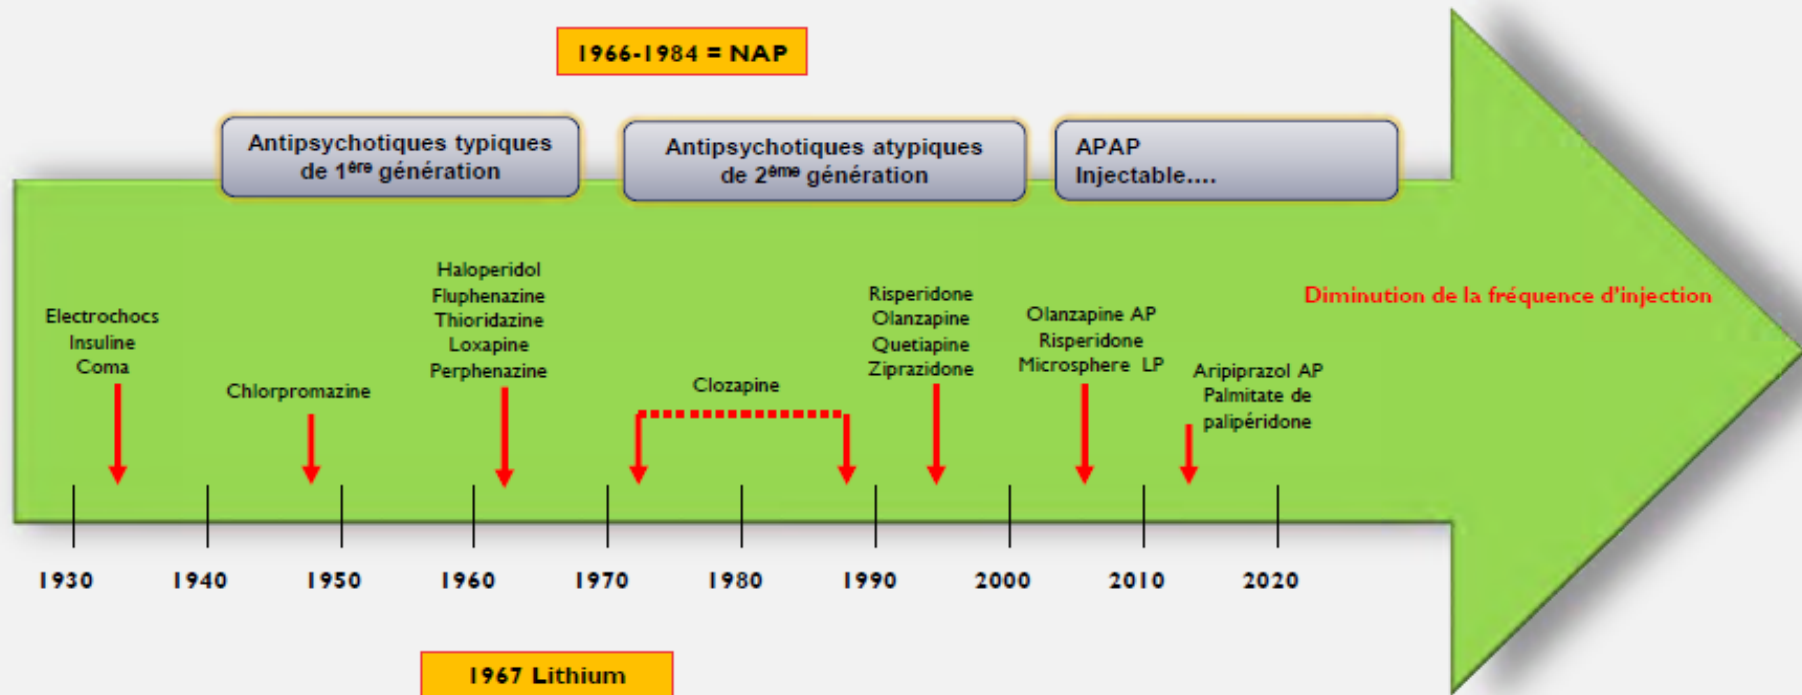 1966-1984 = NAP
Antipsychotiques typiques
de 1ère génération
Antipsychotiques atypiques
de 2ème génération
APAP
Injectable....
Electrochocs
Insuline
Coma
Chlorpromazine
Haloperidol
Fluphenazine
Thioridazine
Loxapine
Perphenazine
Clozapine
Risperidone
Olanzapine
Quetiapine
Ziprazidone
Olanzapine AP
Risperidone
Microsphere LP
Aripiprazol AP
Palmitate de
palipéridone
Diminution de la fréquence d'injection
1930 1940 1950 1960 1970 1980 1990 2000 2010 2020
1967 Lithium